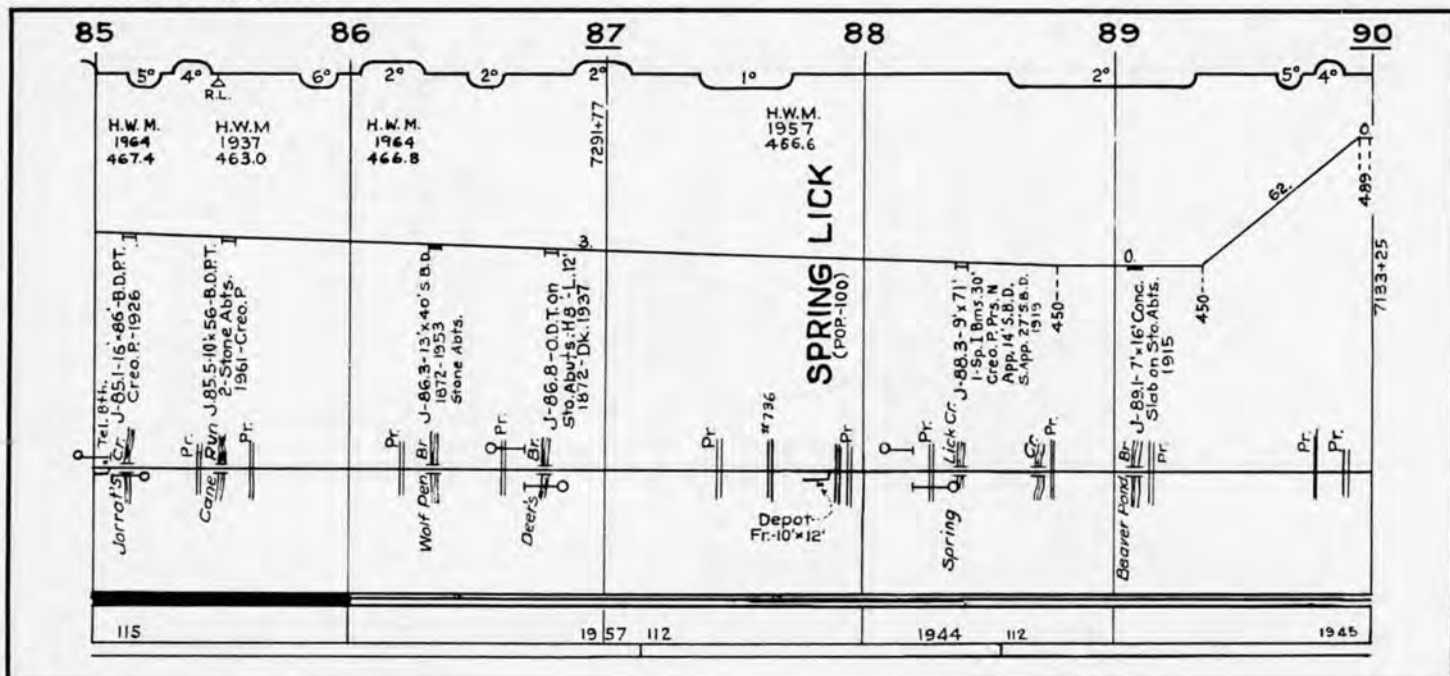 85 86 87 88 89 90
5° 4° 6° 2° 2° 2° 1° 2° 5° 4°
R.L.
H.W.M.
1964
467.4
H.W.M
1937
463.0
H.W.M.
1964
466.8
7291+77
H.W.M.
1957
466.6
SPRING LICK
(POP-100)
3.
0.
62.
0.
489
450
450
7183+25
Tel. Bth.
Jarrot's Cr.
J-85.1-16'×86'-B.D.P.T.
Creo.P.-1926
Pr.
Cane Run
J.85.5-10'×56-B.D.P.T.
2-Stone Abts.
1961-Creo.P.
Pr.
Pr.
Wolf Pen Br
J-86.3-13'×40' S.B.D.
1872-1953
Stone Abts.
Pr.
Deer's Br.
J-86.8-O.D.T. on
Sto. Abuts.-H.8'-L.12'
1872-Dk.1937
Pr.
#736
Pr
Depot
Fr.-10'×12'
Pr.
Spring Lick Cr.
J-88.3-9'×71'
1-Sp. I Bms. 30'
Creo. P. Prs. N
App. 14' S.B.D.
S. App. 27' S.B.D.
1919
Cr.
Pr.
Beaver Pond Br.
J-89.1-7'×16' Conc.
Slab on Sto. Abts.
1915
Pr.
Pr.
Pr.
115 1957 112 1944 112 1945